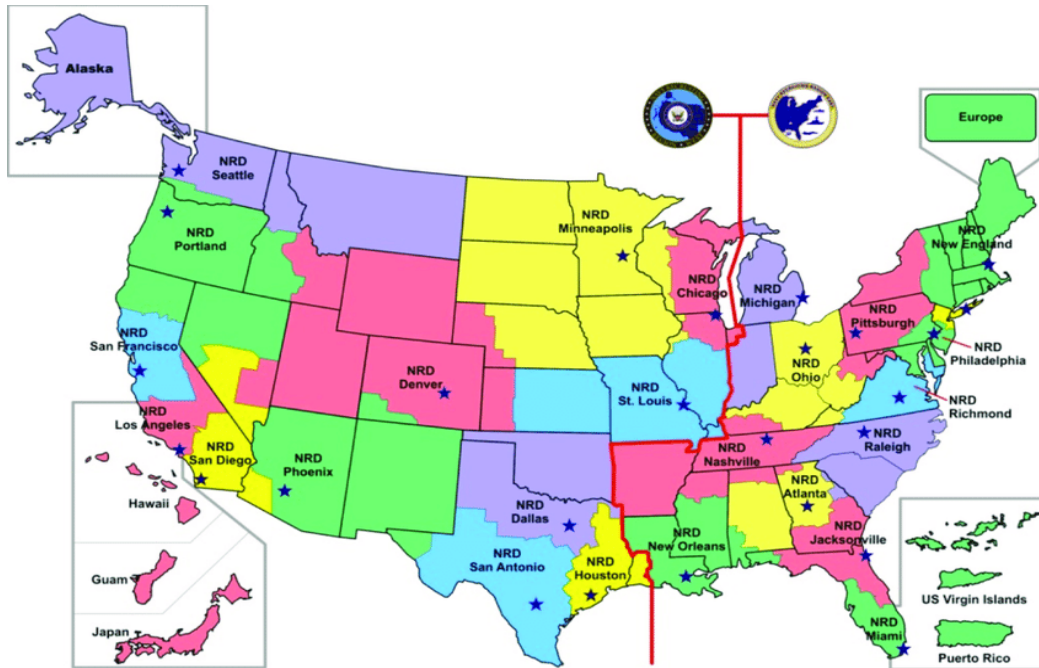 Alaska
Europe
NRD
Seattle
NRD
Portland
NRD
Minneapolis
NRD
New England
NRD
Michigan
NRD
Chicago
NRD
Pittsburgh
NRD
Philadelphia
NRD
San Francisco
NRD
Ohio
NRD
Denver
NRD
St. Louis
NRD
Richmond
NRD
Los Angeles
NRD
San Diego
NRD
Phoenix
NRD
Nashville
NRD
Raleigh
NRD
Atlanta
Hawaii
NRD
Dallas
NRD
Jacksonville
NRD
New Orleans
NRD
San Antonio
NRD
Houston
Guam
US Virgin Islands
Japan
NRD
Miami
Puerto Rico